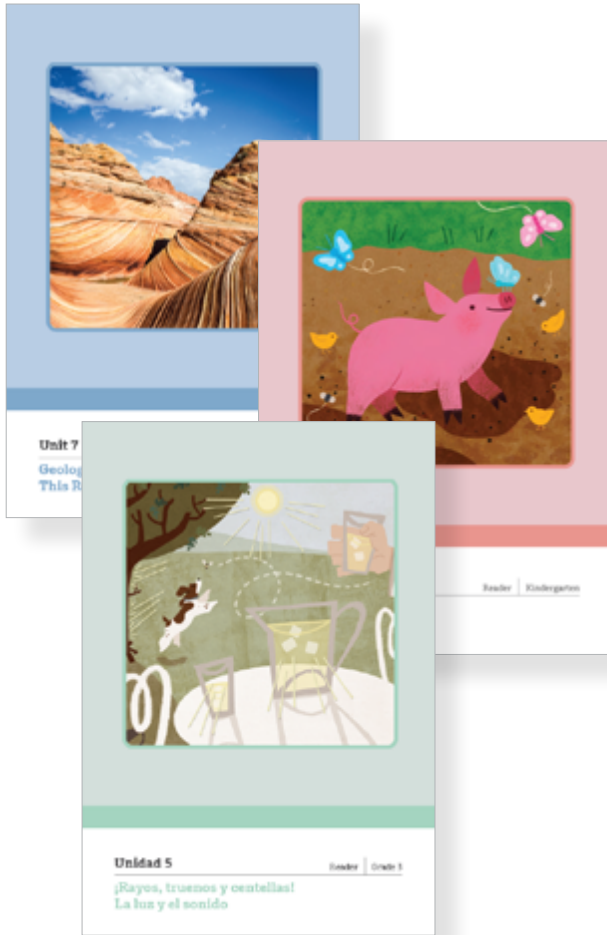 Unit 7
Geolog
This R
Reader | Kindergarten
Unidad 5
Reader | Grade 3
¡Rayos, truenos y centellas!
La luz y el sonido